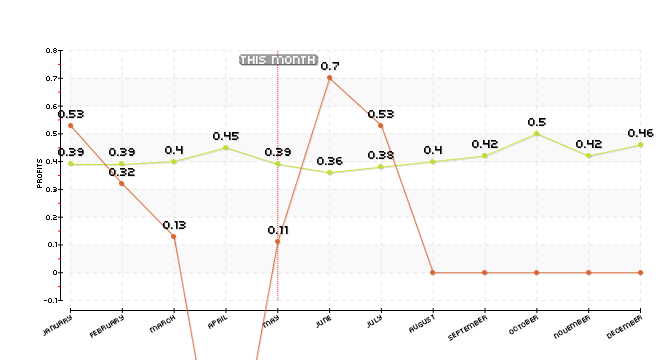 0.8
THIS MONTH
0.7
0.7
0.6
0.53
0.53
0.5
0.5
0.45
0.46
0.4
0.39
0.39
0.4
0.39
0.36
0.38
0.4
0.42
0.42
0.32
0.3
0.2
0.13
0.11
0.1
0
-0.1
PROFITS
JANUARY
FEBRUARY
MARCH
APRIL
MAY
JUNE
JULY
AUGUST
SEPTEMBER
OCTOBER
NOVEMBER
DECEMBER